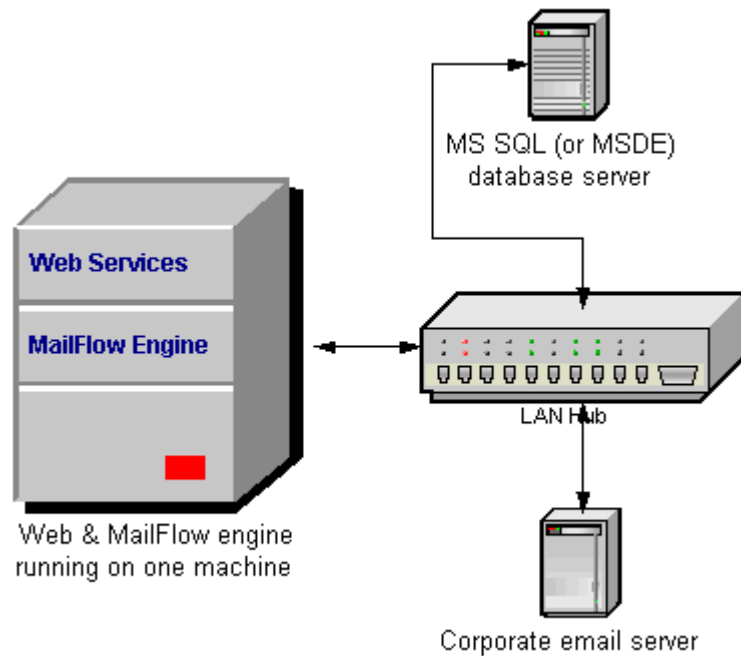 MS SQL (or MSDE)
database server
Web Services
MailFlow Engine
LAN Hub
Web & MailFlow engine
running on one machine
Corporate email server